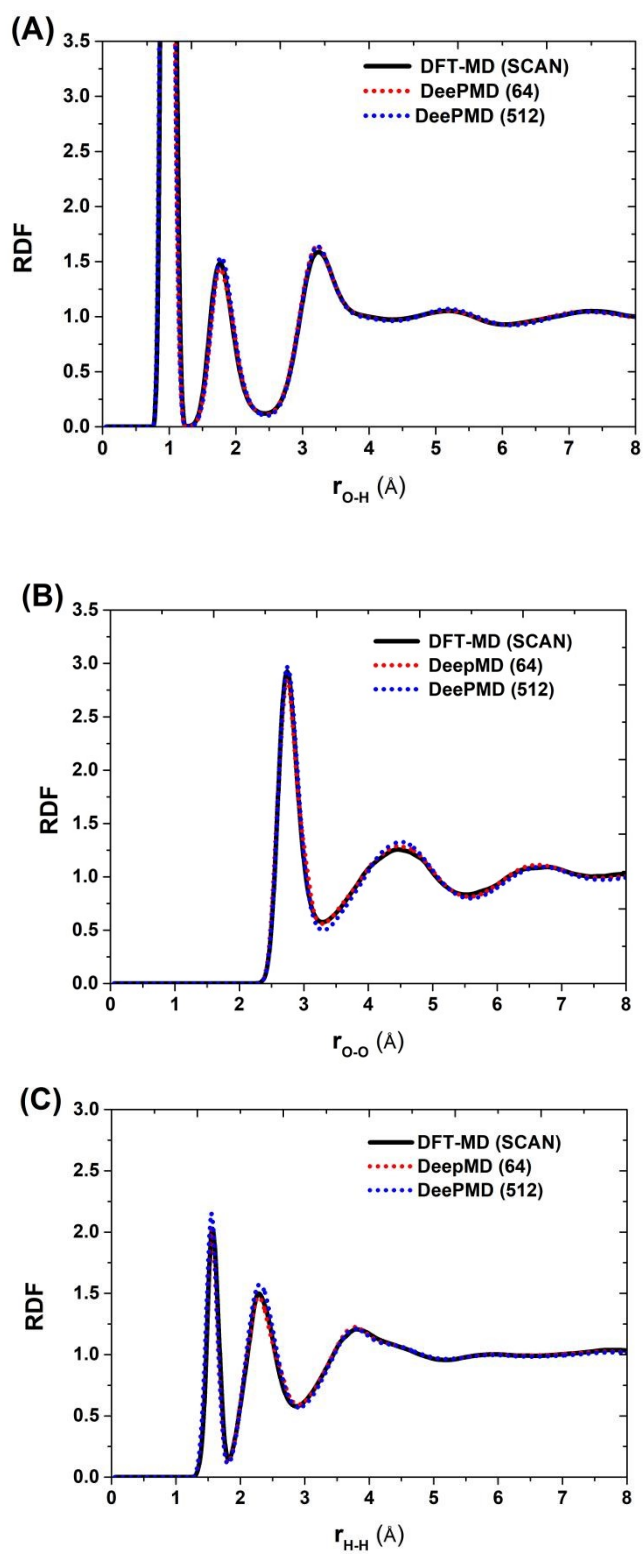 (A)
3.5
3.0
2.5
2.0
1.5
1.0
0.5
0.0
RDF
DFT-MD (SCAN)
DeePMD (64)
DeePMD (512)
0 1 2 3 4 5 6 7 8
rO-H (Å)
(B)
3.5
3.0
2.5
2.0
1.5
1.0
0.5
0.0
RDF
DFT-MD (SCAN)
DeepMD (64)
DeePMD (512)
0 1 2 3 4 5 6 7 8
rO-O (Å)
(C)
3.0
2.5
2.0
1.5
1.0
0.5
0.0
RDF
DFT-MD (SCAN)
DeepMD (64)
DeePMD (512)
0 1 2 3 4 5 6 7 8
rH-H (Å)